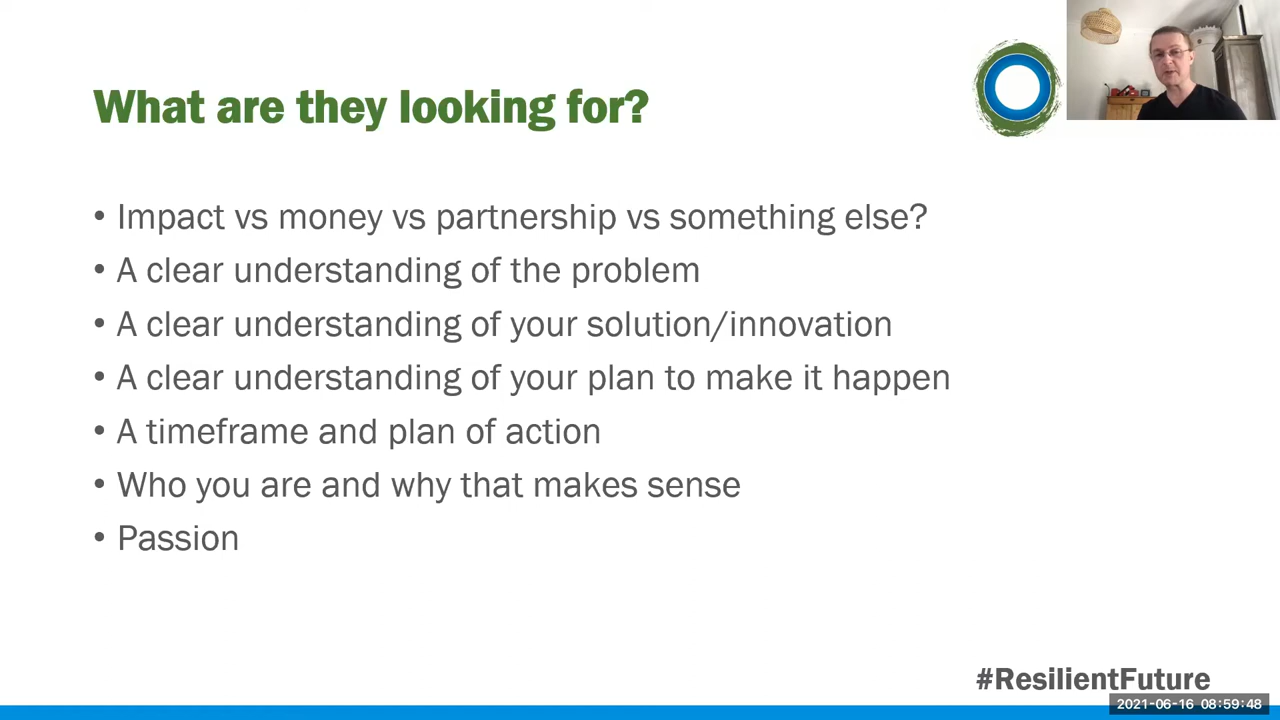 What are they looking for?
• Impact vs money vs partnership vs something else?
• A clear understanding of the problem
• A clear understanding of your solution/innovation
• A clear understanding of your plan to make it happen
• A timeframe and plan of action
• Who you are and why that makes sense
• Passion
#ResilientFuture
2021-06-16 08:59:48